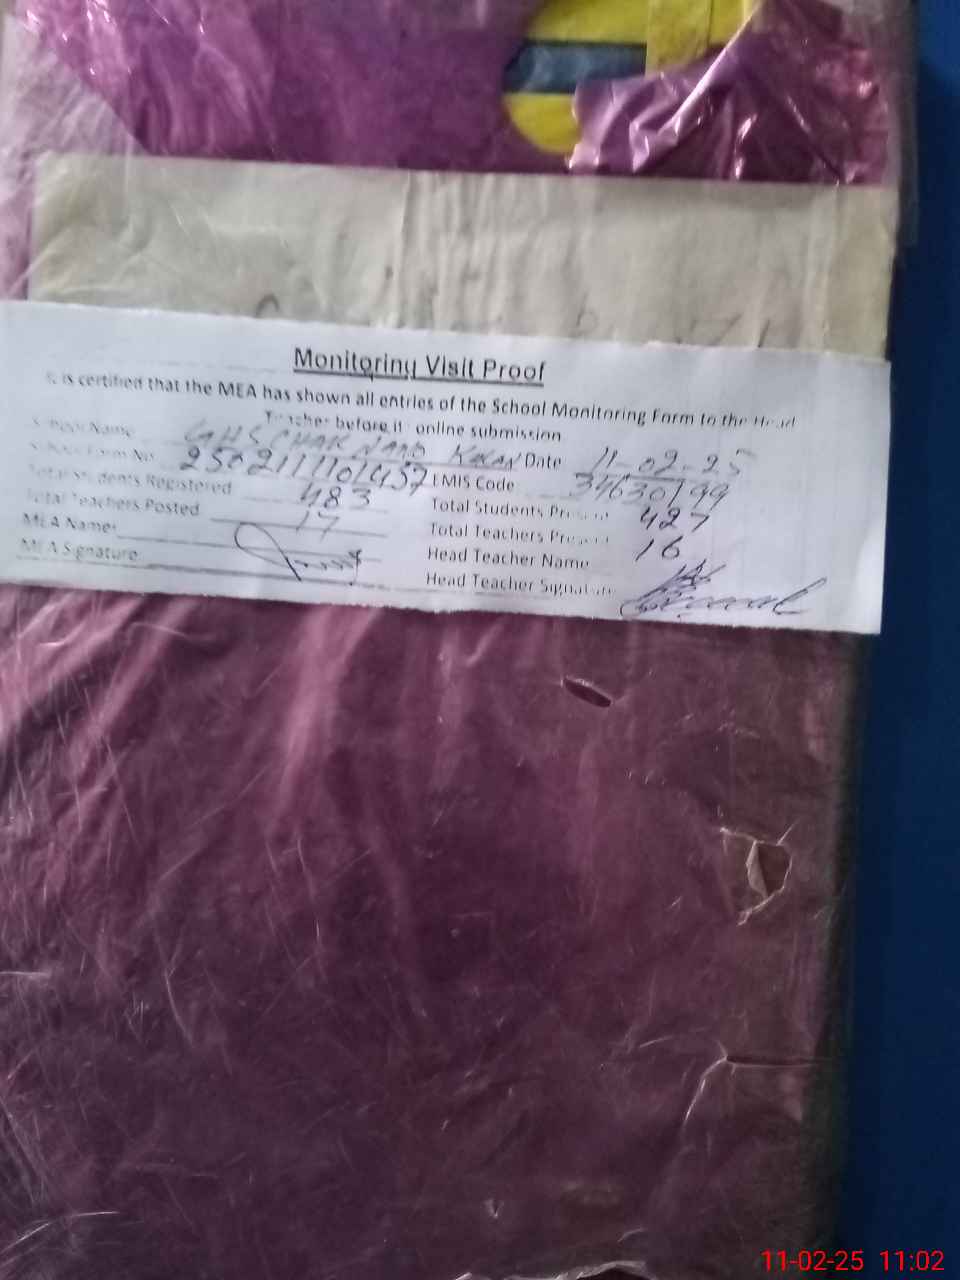 Monitoring Visit Proof
It is certified that the MEA has shown all entries of the School Monitoring Form to the Head
Teacher before it online submission
School Name GHS CHAK Date 11-02-25
School Form No 2502111101457 EMIS Code 34630199
Total Students Registered 483 Total Students Present 427
Total Teachers Posted 17 Total Teachers Present 16
MEA Name: Head Teacher Name
MEA Signature Head Teacher Signature
11-02-25 11:02